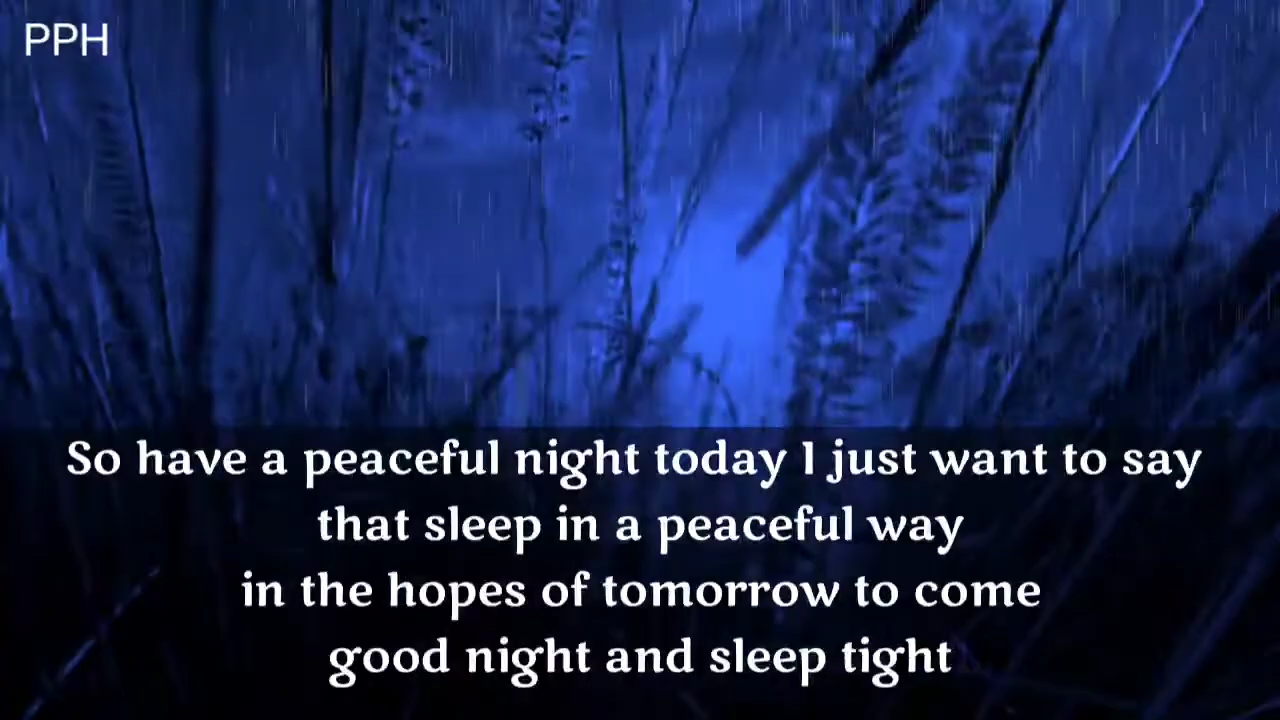 PPH
So have a peaceful night today I just want to say
that sleep in a peaceful way
in the hopes of tomorrow to come
good night and sleep tight